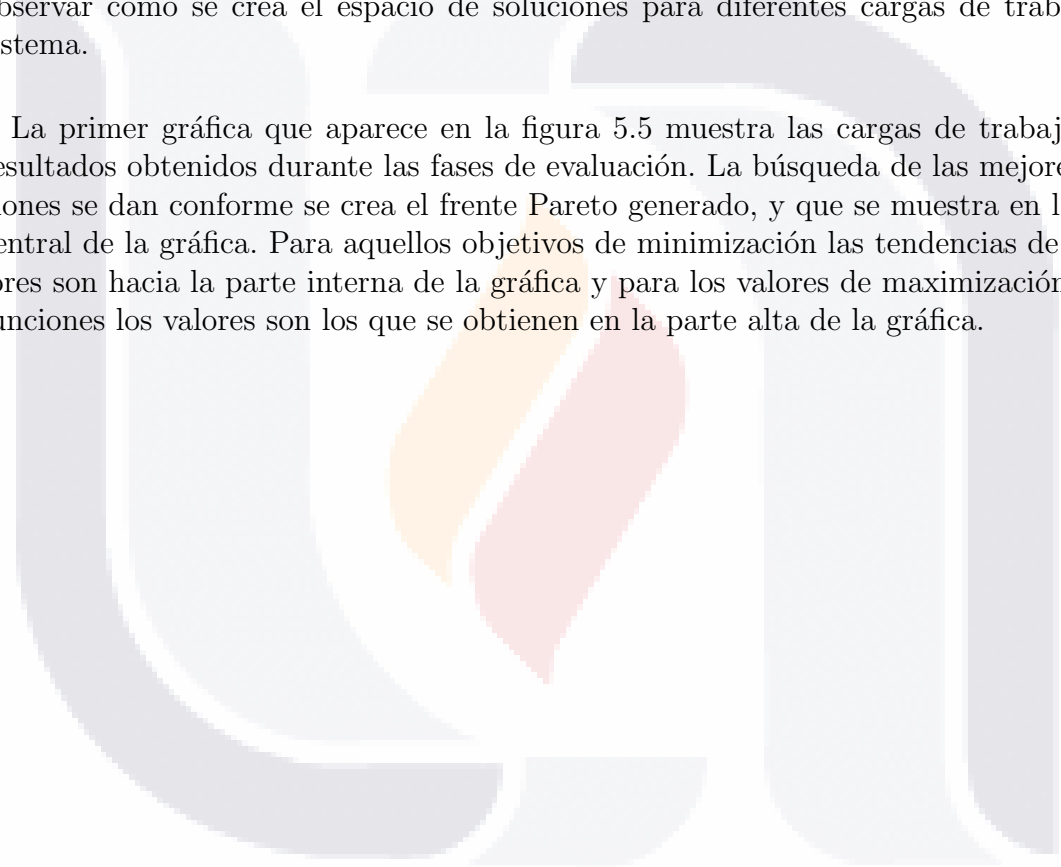 bservar como se crea el espacio de soluciones para diferentes cargas de trab
stema.
La primer gráfica que aparece en la figura 5.5 muestra las cargas de trabaj
esultados obtenidos durante las fases de evaluación. La búsqueda de las mejore
iones se dan conforme se crea el frente Pareto generado, y que se muestra en l
entral de la gráfica. Para aquellos objetivos de minimización las tendencias de
ores son hacia la parte interna de la gráfica y para los valores de maximización
unciones los valores son los que se obtienen en la parte alta de la gráfica.